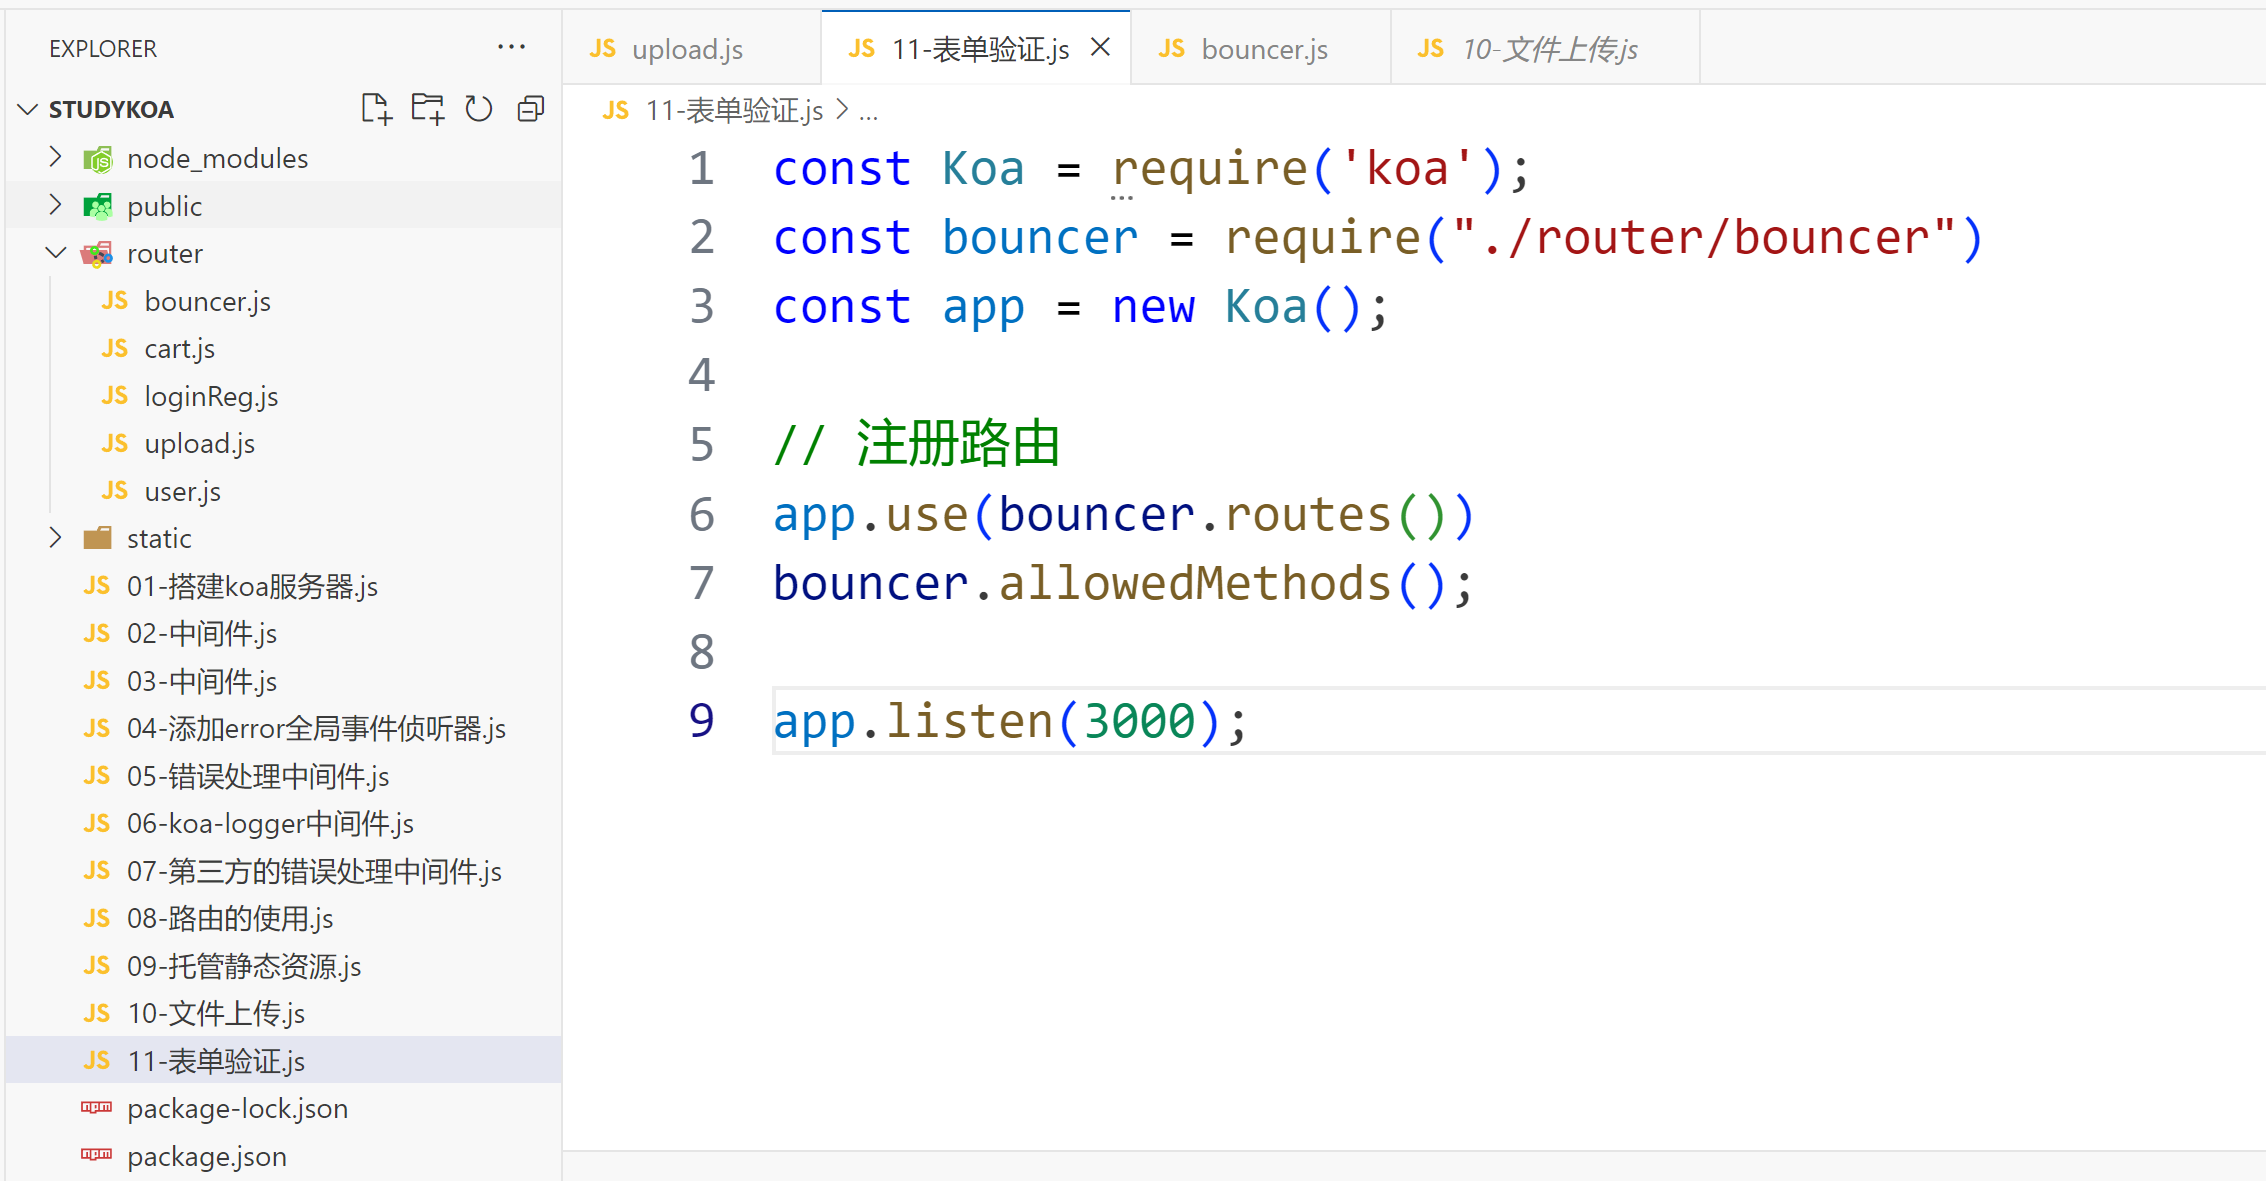 EXPLORER ...
STUDYKOA
node_modules
public
router
JS bouncer.js
JS cart.js
JS loginReg.js
JS upload.js
JS user.js
static
JS 01-搭建koa服务器.js
JS 02-中间件.js
JS 03-中间件.js
JS 04-添加error全局事件侦听器.js
JS 05-错误处理中间件.js
JS 06-koa-logger中间件.js
JS 07-第三方的错误处理中间件.js
JS 08-路由的使用.js
JS 09-托管静态资源.js
JS 10-文件上传.js
JS 11-表单验证.js
package-lock.json
package.json
JS upload.js JS 11-表单验证.js JS bouncer.js JS 10-文件上传.js
JS 11-表单验证.js > ...
1 const Koa = require('koa');
2 const bouncer = require("./router/bouncer")
3 const app = new Koa();
4
5 // 注册路由
6 app.use(bouncer.routes())
7 bouncer.allowedMethods();
8
9 app.listen(3000);